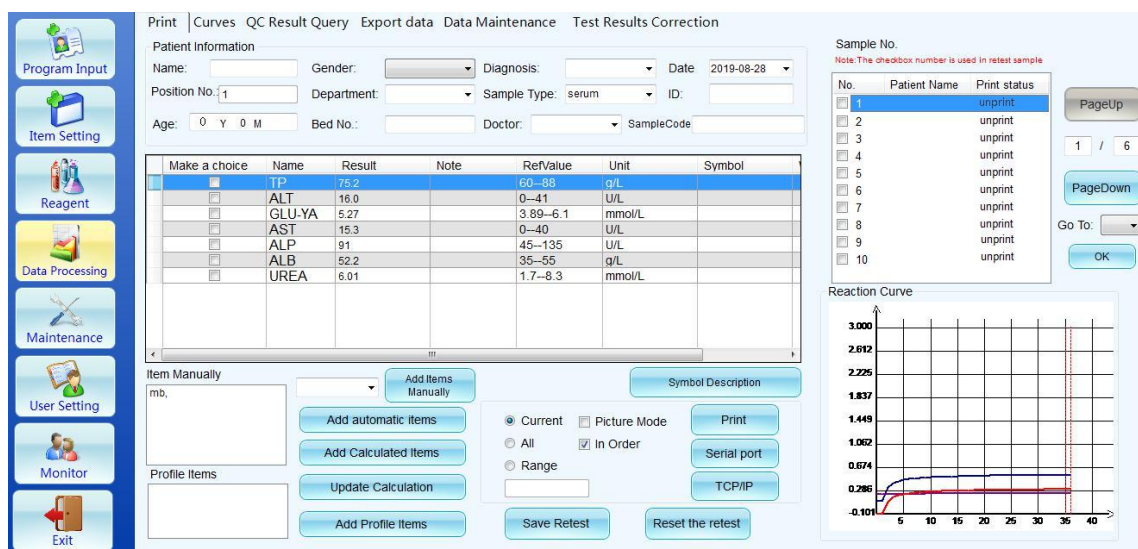 Program Input
Item Setting
Reagent
Data Processing
Maintenance
User Setting
Monitor
Exit
Print Curves QC Result Query Export data Data Maintenance Test Results Correction
Patient Information
Name: Gender: Diagnosis: Date 2019-08-28
Position No.: 1 Department: Sample Type: serum ID:
Age: 0 Y 0 M Bed No.: Doctor: SampleCode
Make a choice Name Result Note RefValue Unit Symbol
TP 75.2 60--88 g/L
ALT 16.0 0--41 U/L
GLU-YA 5.27 3.89--6.1 mmol/L
AST 15.3 0--40 U/L
ALP 91 45--135 U/L
ALB 52.2 35--55 g/L
UREA 6.01 1.7--8.3 mmol/L
Item Manually
mb,
Profile Items
Add Items
Manually
Add automatic items
Add Calculated Items
Update Calculation
Add Profile Items
Symbol Description
Current Picture Mode
All In Order
Range
Print
Serial port
TCP/IP
Save Retest Reset the retest
Sample No.
Note:The checkbox number is used in retest sample
No. Patient Name Print status
1 unprint
2 unprint
3 unprint
4 unprint
5 unprint
6 unprint
7 unprint
8 unprint
9 unprint
10 unprint
PageUp
1 / 6
PageDown
Go To:
OK
Reaction Curve
3.000
2.612
2.225
1.837
1.449
1.062
0.674
0.286
-0.101
5 10 15 20 25 30 35 40